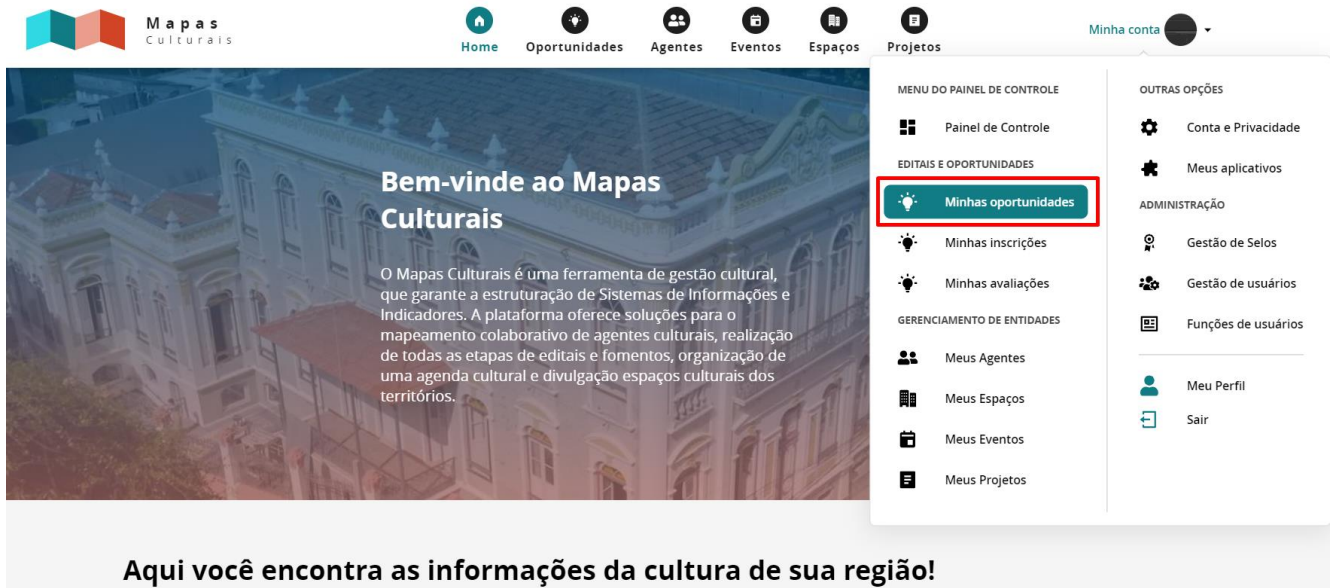 Mapas
Culturais
Home
Oportunidades
Agentes
Eventos
Espaços
Projetos
Minha conta
MENU DO PAINEL DE CONTROLE
Painel de Controle
EDITAIS E OPORTUNIDADES
Minhas oportunidades
Minhas inscrições
Minhas avaliações
GERENCIAMENTO DE ENTIDADES
Meus Agentes
Meus Espaços
Meus Eventos
Meus Projetos
OUTRAS OPÇÕES
Conta e Privacidade
Meus aplicativos
ADMINISTRAÇÃO
Gestão de Selos
Gestão de usuários
Funções de usuários
Meu Perfil
Sair
Bem-vinde ao Mapas
Culturais
O Mapas Culturais é uma ferramenta de gestão cultural,
que garante a estruturação de Sistemas de Informações e
Indicadores. A plataforma oferece soluções para o
mapeamento colaborativo de agentes culturais, realização
de todas as etapas de editais e fomentos, organização de
uma agenda cultural e divulgação espaços culturais dos
territórios.
Aqui você encontra as informações da cultura de sua região!